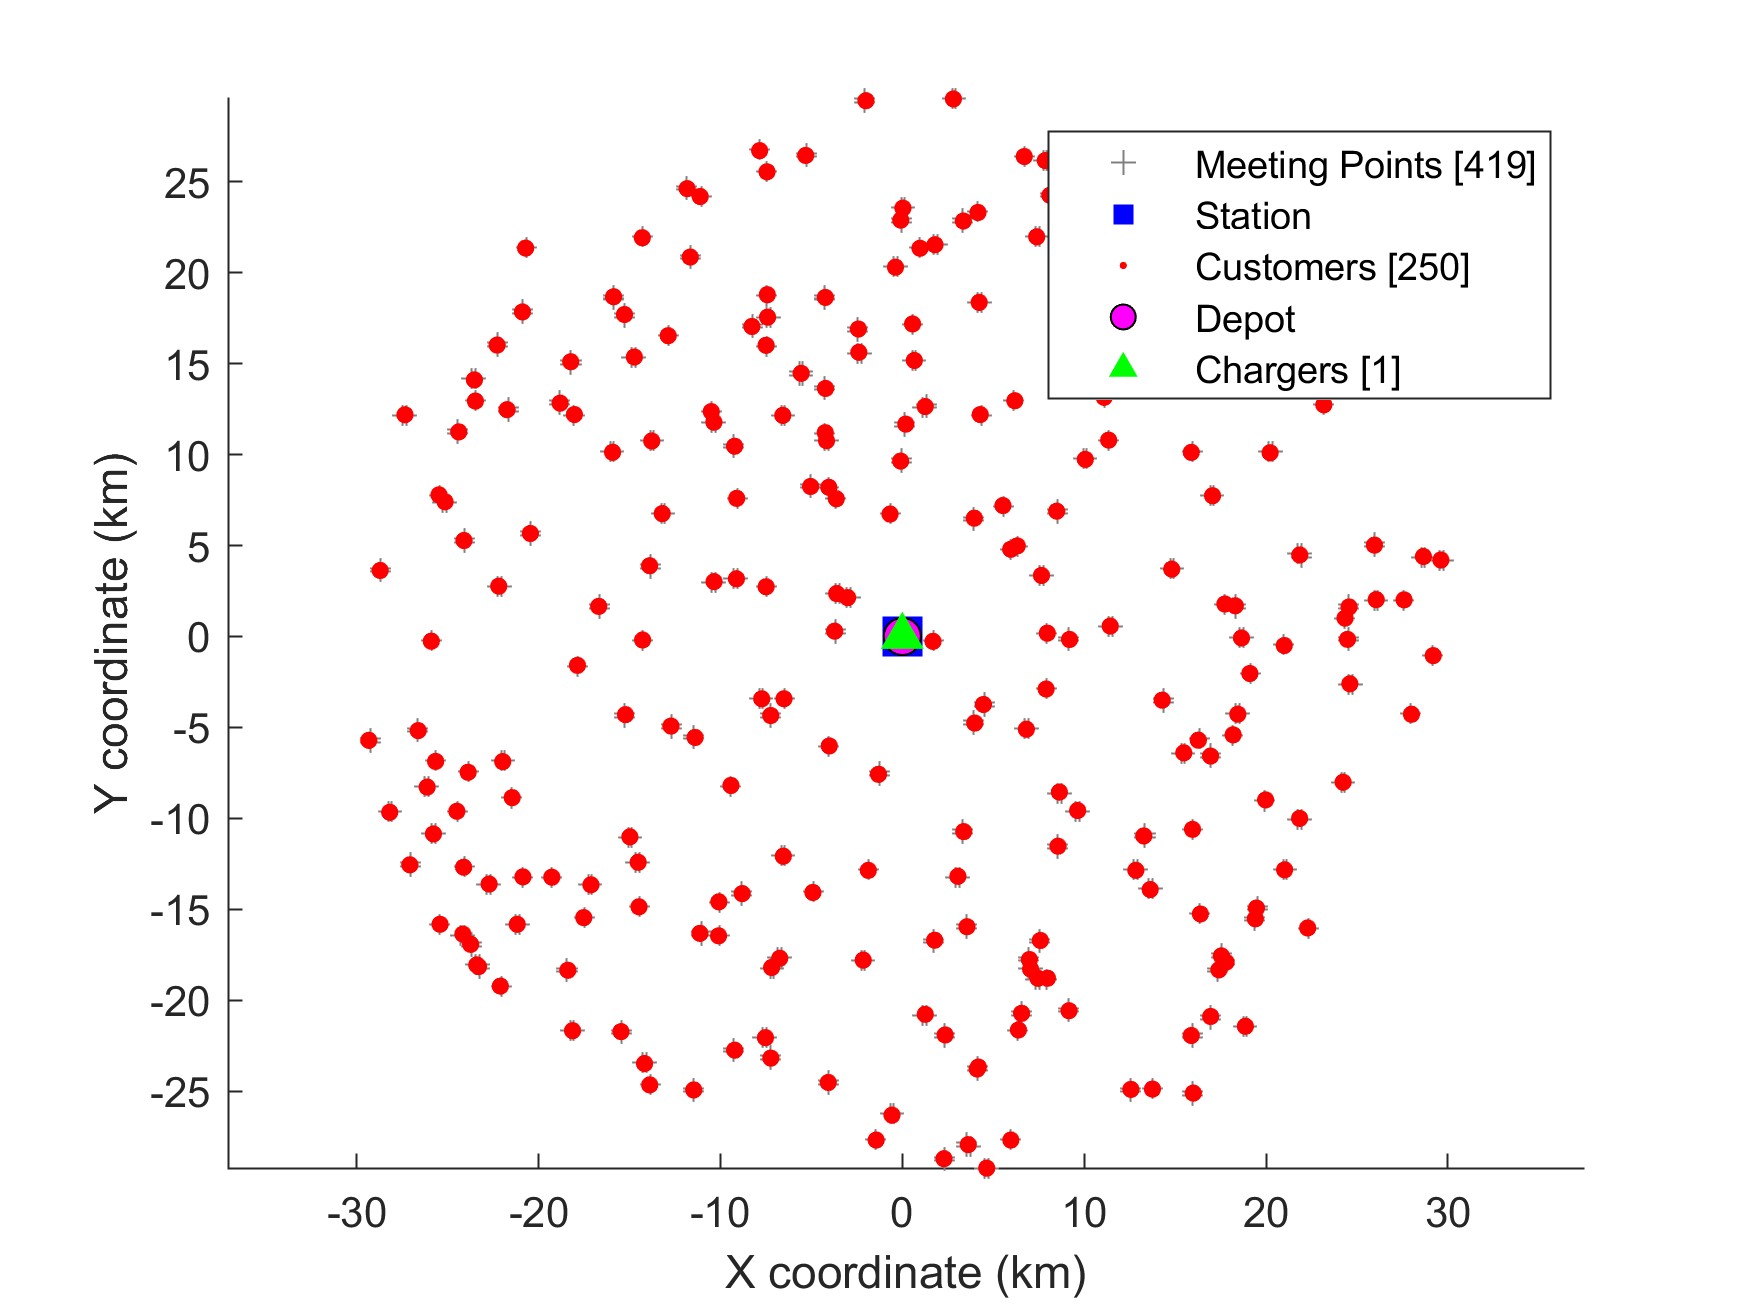 Meeting Points [419]
Station
Customers [250]
Depot
Chargers [1]
25
20
15
10
5
0
-5
-10
-15
-20
-25
Y coordinate (km)
-30 -20 -10 0 10 20 30
X coordinate (km)